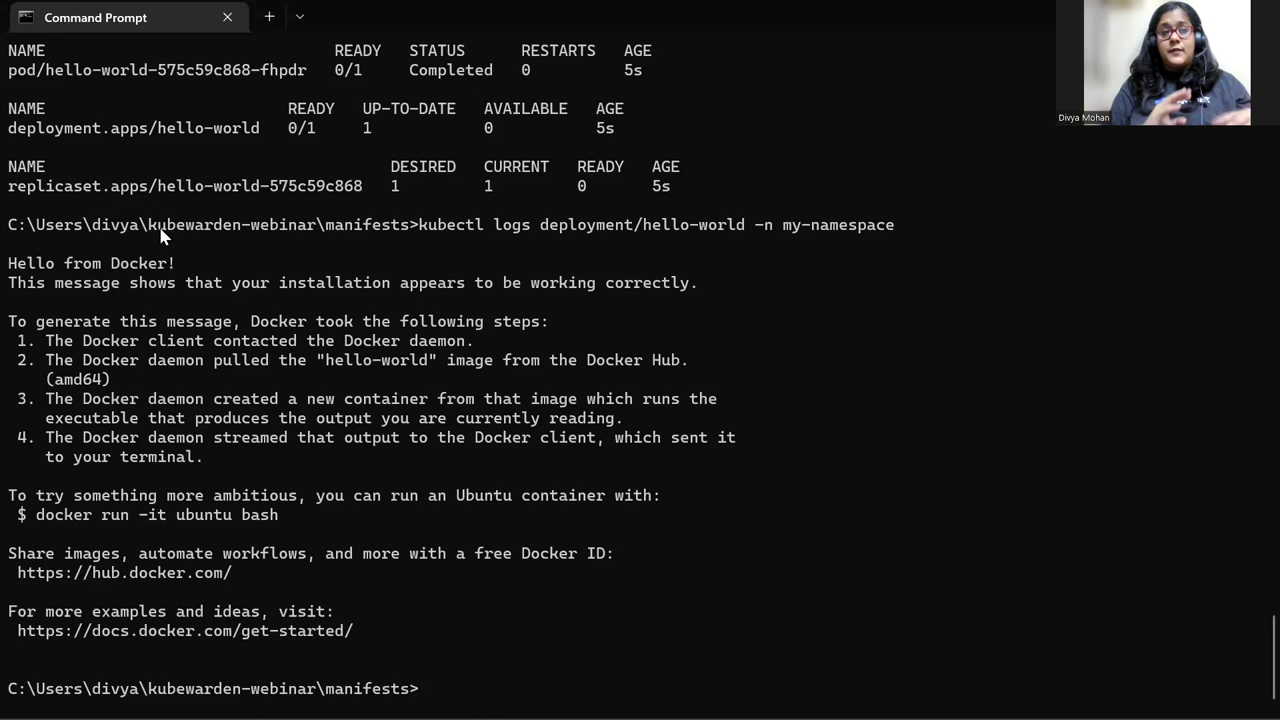 Command Prompt
NAME READY STATUS RESTARTS AGE
pod/hello-world-575c59c868-fhpdr 0/1 Completed 0 5s
NAME READY UP-TO-DATE AVAILABLE AGE
deployment.apps/hello-world 0/1 1 0 5s
NAME DESIRED CURRENT READY AGE
replicaset.apps/hello-world-575c59c868 1 1 0 5s
C:\Users\divya\kubewarden-webinar\manifests>kubectl logs deployment/hello-world -n my-namespace
Hello from Docker!
This message shows that your installation appears to be working correctly.
To generate this message, Docker took the following steps:
1. The Docker client contacted the Docker daemon.
2. The Docker daemon pulled the "hello-world" image from the Docker Hub.
(amd64)
3. The Docker daemon created a new container from that image which runs the
executable that produces the output you are currently reading.
4. The Docker daemon streamed that output to the Docker client, which sent it
to your terminal.
To try something more ambitious, you can run an Ubuntu container with:
$ docker run -it ubuntu bash
Share images, automate workflows, and more with a free Docker ID:
https://hub.docker.com/
For more examples and ideas, visit:
https://docs.docker.com/get-started/
C:\Users\divya\kubewarden-webinar\manifests>
Divya Mohan